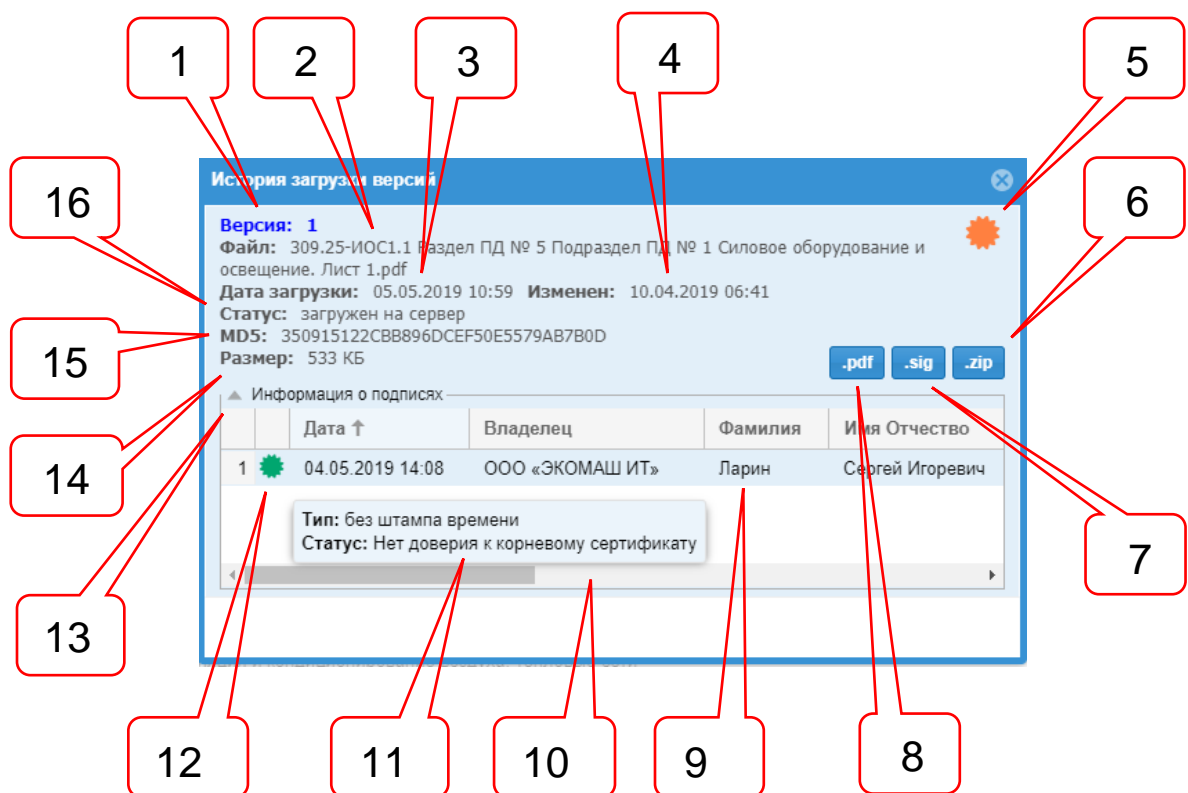 1
2
3
4
5
История загрузки версий
16
6
Версия: 1
Файл: 309.25-ИОС1.1 Раздел ПД № 5 Подраздел ПД № 1 Силовое оборудование и
освещение. Лист 1.pdf
Дата загрузки: 05.05.2019 10:59 Изменен: 10.04.2019 06:41
Статус: загружен на сервер
MD5: 350915122CBB896DCEF50E5579AB7B0D
Размер: 533 КБ
15
.pdf .sig .zip
Информация о подписях
Дата ↑ Владелец Фамилия Имя Отчество
14
1 04.05.2019 14:08 ООО «ЭКОМАШ ИТ» Ларин Сергей Игоревич
Тип: без штампа времени
Статус: Нет доверия к корневому сертификату
7
13
12
11
10
9
8